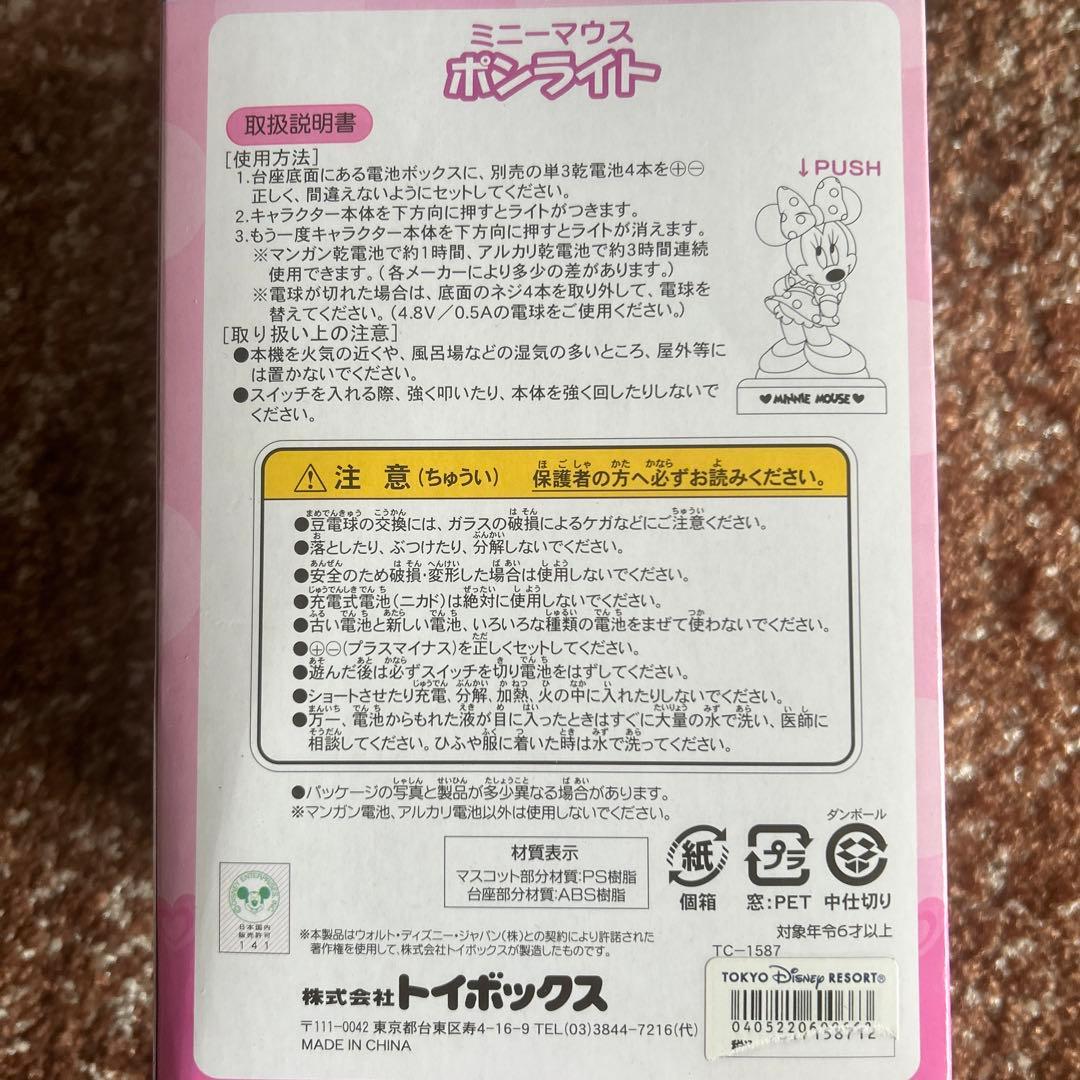 ミニーマウス
ポンライト
取扱説明書
[使用方法]
1.台座底面にある電池ボックスに、別売の単3乾電池4本を⊕⊖
正しく、間違えないようにセットしてください。
2.キャラクター本体を下方向に押すとライトがつきます。
3.もう一度キャラクター本体を下方向に押すとライトが消えます。
※マンガン乾電池で約1時間、アルカリ乾電池で約3時間連続
使用できます。(各メーカーにより多少の差があります。)
※電球が切れた場合は、底面のネジ4本を取り外して、電球を
替えてください。(4.8V/0.5Aの電球をご使用ください。)
[取り扱い上の注意]
●本機を火気の近くや、風呂場などの湿気の多いところ、屋外等に
は置かないでください。
●スイッチを入れる際、強く叩いたり、本体を強く回したりしないで
ください。
↓PUSH
♥MINNIE MOUSE♥
⚠注意(ちゅうい) 保護者の方へ必ずお読みください。
●豆電球の交換には、ガラスの破損によるケガなどにご注意ください。
●落としたり、ぶつけたり、分解しないでください。
●安全のため破損・変形した場合は使用しないでください。
●充電式電池(ニカド)は絶対に使用しないでください。
●古い電池と新しい電池、いろいろな種類の電池をまぜて使わないでください。
●⊕⊖(プラスマイナス)を正しくセットしてください。
●遊んだ後は必ずスイッチを切り電池をはずしてください。
●ショートさせたり充電、分解、加熱、火の中に入れたりしないでください。
●万一、電池からもれた液が目に入ったときはすぐに大量の水で洗い、医師に
相談してください。ひふや服に着いた時は水で洗ってください。
●パッケージの写真と製品が多少異なる場合があります。
※マンガン電池、アルカリ電池以外は使用しないでください。
材質表示
マスコット部分材質:PS樹脂
台座部分材質:ABS樹脂
紙
個箱
プラ
窓:PET
ダンボール
中仕切り
対象年令6才以上
日本国内
販売許可
141
※本製品はウォルト・ディズニー・ジャパン(株)との契約により許諾された
著作権を使用して、株式会社トイボックスが製造したものです。
TC-1587
株式会社トイボックス
〒111-0042 東京都台東区寿4-16-9 TEL(03)3844-7216(代)
MADE IN CHINA
TOKYO Disney RESORT®